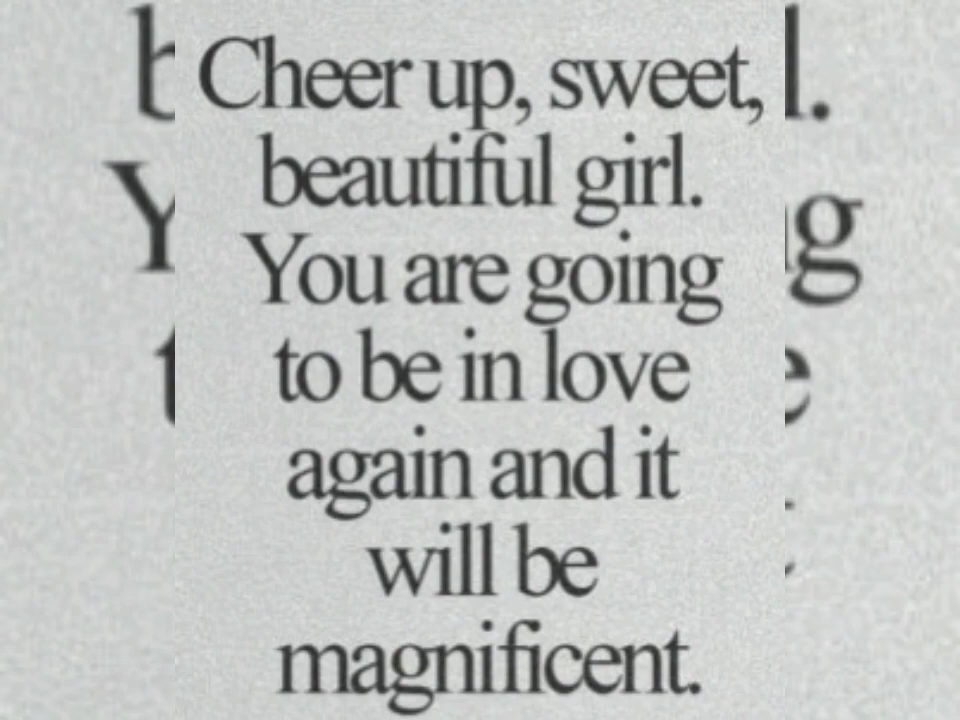 Cheer up, sweet,
beautiful girl.
You are going
to be in love
again and it
will be
magnificent.